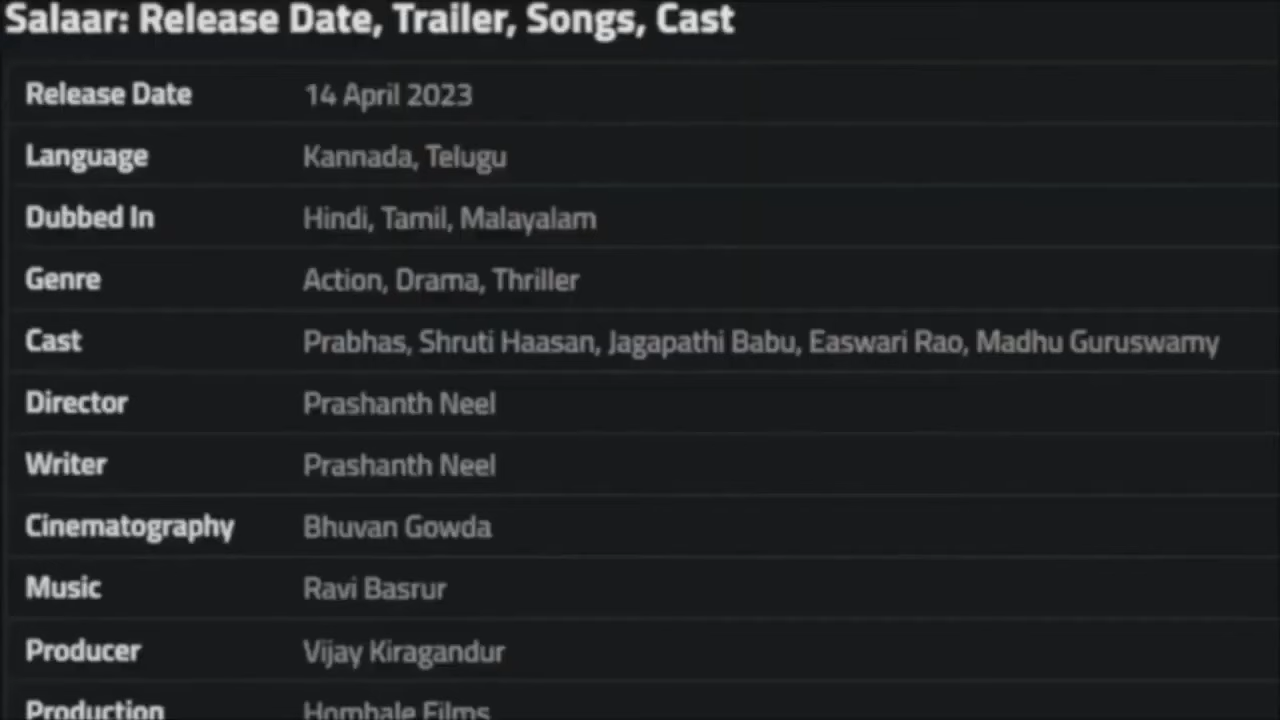 Salaar: Release Date, Trailer, Songs, Cast
Release Date 14 April 2023
Language Kannada, Telugu
Dubbed In Hindi, Tamil, Malayalam
Genre Action, Drama, Thriller
Cast Prabhas, Shruti Haasan, Jagapathi Babu, Easwari Rao, Madhu Guruswamy
Director Prashanth Neel
Writer Prashanth Neel
Cinematography Bhuvan Gowda
Music Ravi Basrur
Producer Vijay Kiragandur
Production Hombale Films